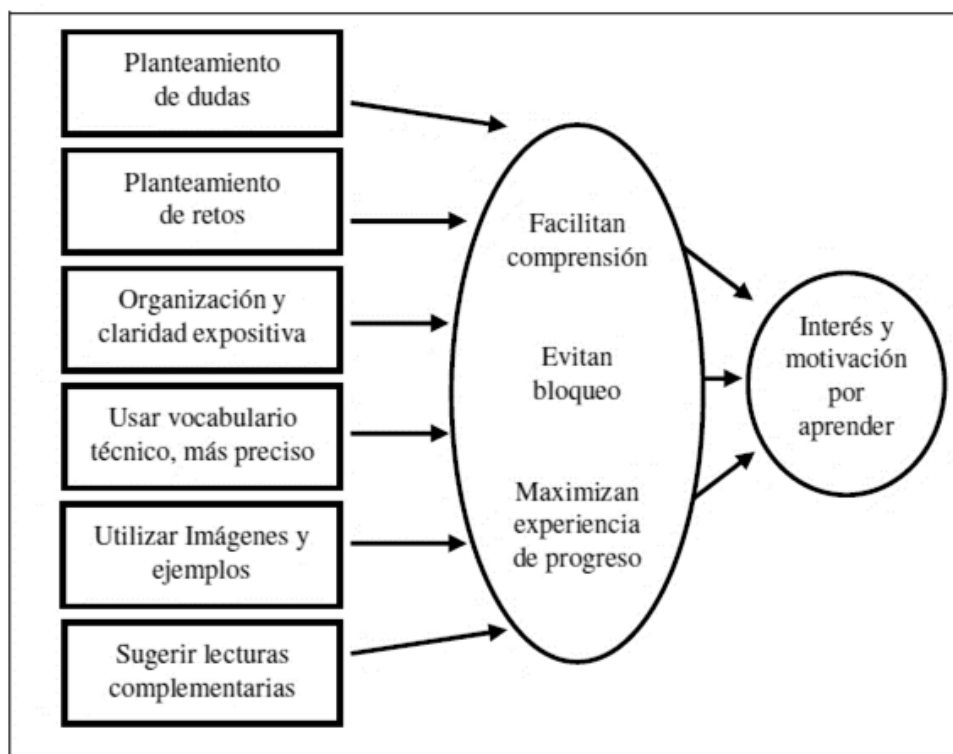 Planteamiento
de dudas
Planteamiento
de retos
Organización y
claridad expositiva
Usar vocabulario
técnico, más preciso
Utilizar Imágenes y
ejemplos
Sugerir lecturas
complementarias
Facilitan
comprensión
Evitan
bloqueo
Maximizan
experiencia
de progreso
Interés y
motivación
por
aprender